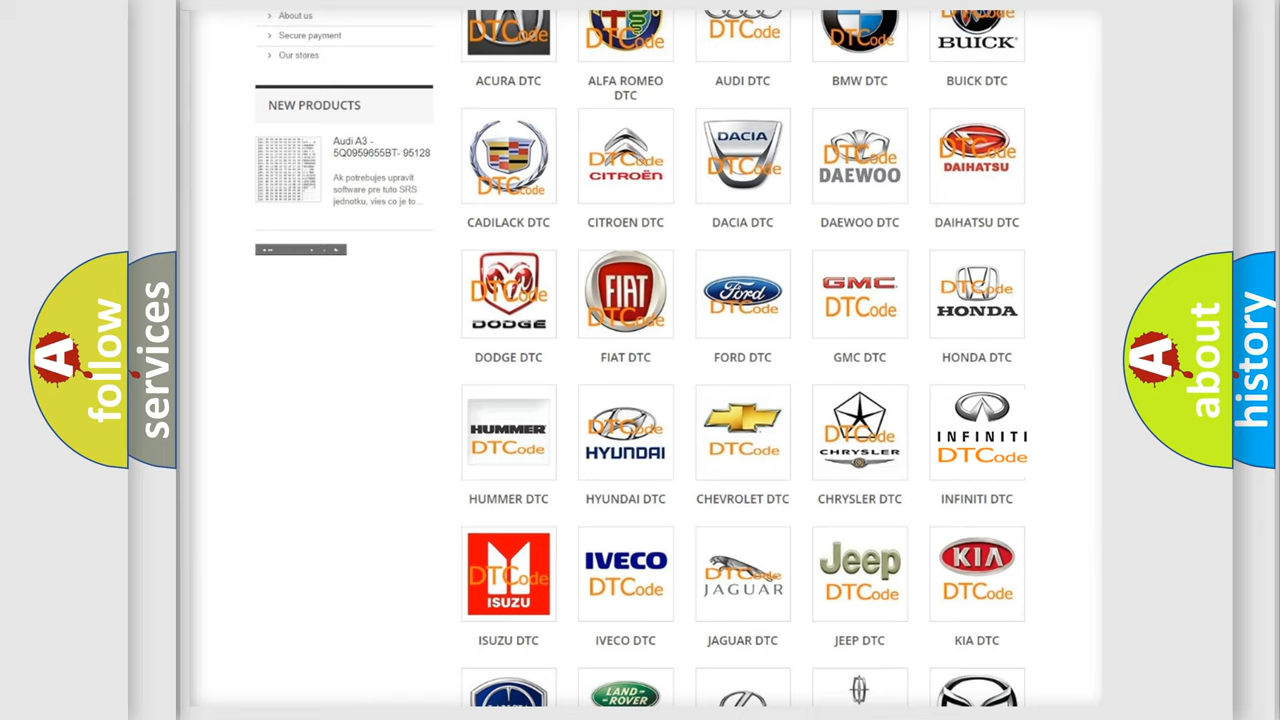 About us
Secure payment
Our stores
NEW PRODUCTS
Audi A3 -
5Q0959655BT- 95128
Ak potrebujes upravit
software pre tuto SRS
jednotku, vies co je to...
DTCode
DTCode
DTCode
DTCode
DTCode
BUICK
ACURA DTC
ALFA ROMEO
DTC
AUDI DTC
BMW DTC
BUICK DTC
DTCode
DTCode
CITROËN
DACIA
DTCode
DTCode
DAEWOO
DTCode
DAIHATSU
CADILACK DTC
CITROEN DTC
DACIA DTC
DAEWOO DTC
DAIHATSU DTC
DTCode
DODGE
FIAT
DTCode
Ford
DTCode
GMC
DTCode
DTCode
HONDA
DODGE DTC
FIAT DTC
FORD DTC
GMC DTC
HONDA DTC
HUMMER
DTCode
DTCode
HYUNDAI
DTCode
DTCode
CHRYSLER
INFINITI
DTCode
HUMMER DTC
HYUNDAI DTC
CHEVROLET DTC
CHRYSLER DTC
INFINITI DTC
DTCode
ISUZU
IVECO
DTCode
DTCode
JAGUAR
Jeep
DTCode
KIA
DTCode
ISUZU DTC
IVECO DTC
JAGUAR DTC
JEEP DTC
KIA DTC
LAND-
ROVER
A
follow
services
A
about
history